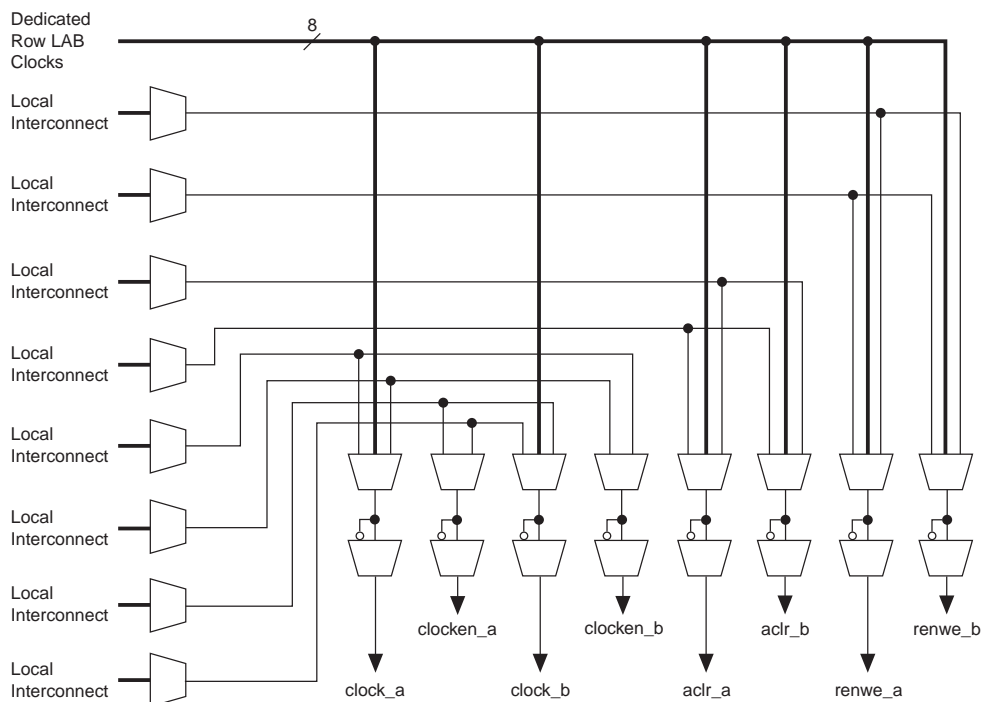 Dedicated
Row LAB
Clocks
8
Local
Interconnect
Local
Interconnect
Local
Interconnect
Local
Interconnect
Local
Interconnect
Local
Interconnect
Local
Interconnect
Local
Interconnect
clocken_a
clocken_b
aclr_b
renwe_b
clock_a
clock_b
aclr_a
renwe_a